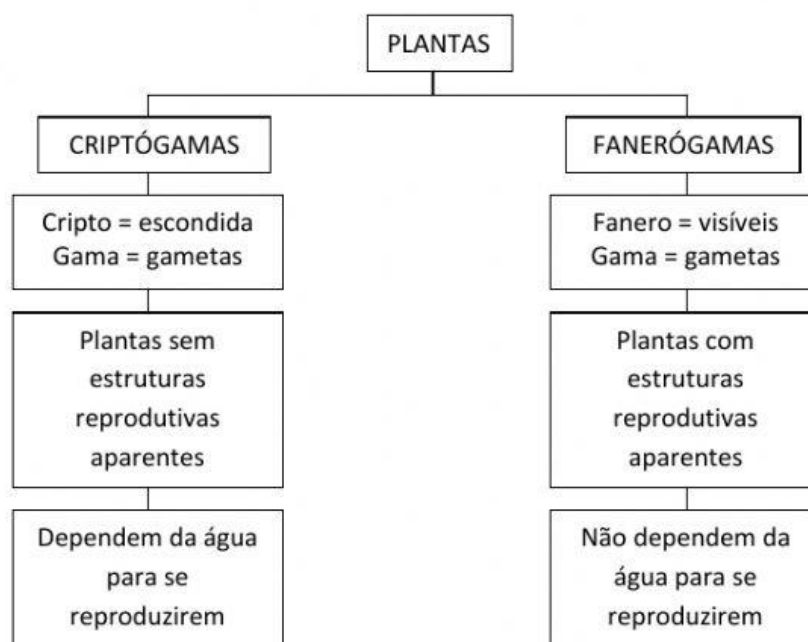 PLANTAS
CRIPTÓGAMAS
Cripto = escondida
Gama = gametas
Plantas sem
estruturas
reprodutivas
aparentes
Dependem da água
para se
reproduzirem
FANERÓGAMAS
Fanero = visíveis
Gama = gametas
Plantas com
estruturas
reprodutivas
aparentes
Não dependem da
água para se
reproduzirem